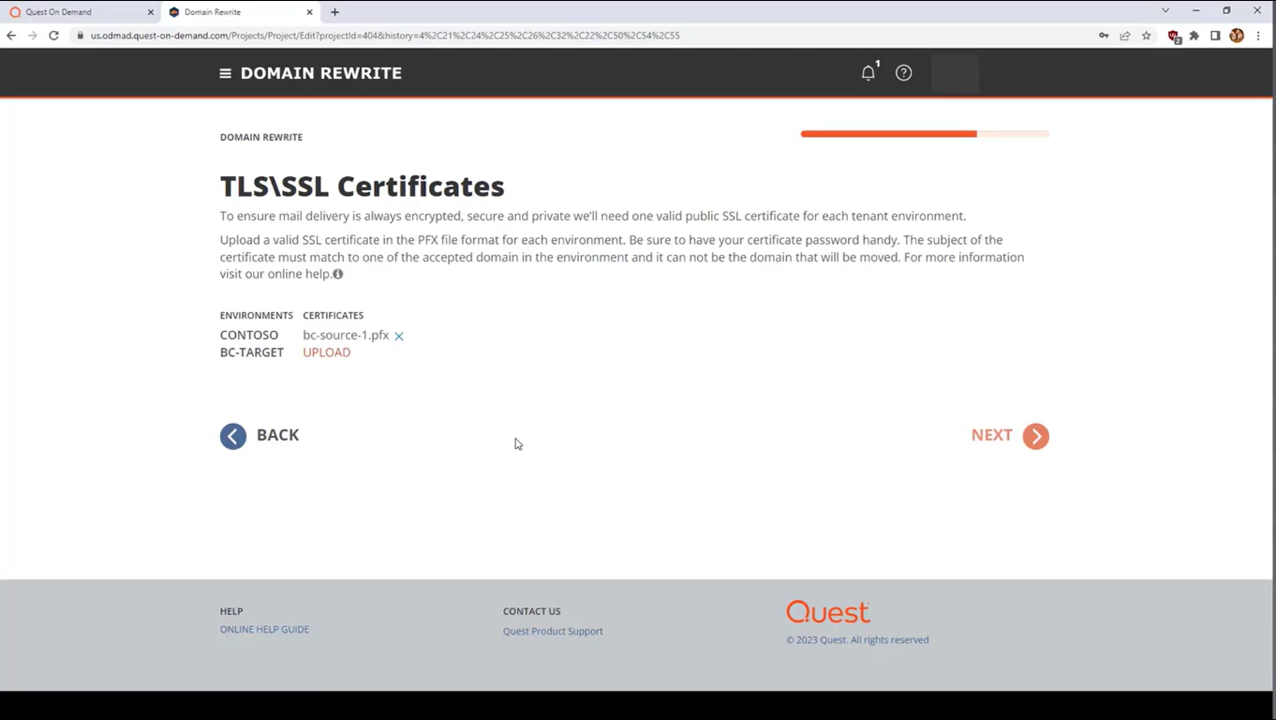 Quest On Demand
Domain Rewrite
us.odmad.quest-on-demand.com/Projects/Project/Edit?projectId=404&history=4%2C21%2C24%2C25%2C26%2C32%2C22%2C50%2C54%2C55
2
DOMAIN REWRITE
1
DOMAIN REWRITE
TLS\SSL Certificates
To ensure mail delivery is always encrypted, secure and private we'll need one valid public SSL certificate for each tenant environment.
Upload a valid SSL certificate in the PFX file format for each environment. Be sure to have your certificate password handy. The subject of the
certificate must match to one of the accepted domain in the environment and it can not be the domain that will be moved. For more information
visit our online help.
ENVIRONMENTS CERTIFICATES
CONTOSO bc-source-1.pfx
BC-TARGET UPLOAD
BACK
NEXT
HELP
ONLINE HELP GUIDE
CONTACT US
Quest Product Support
Quest
© 2023 Quest. All rights reserved